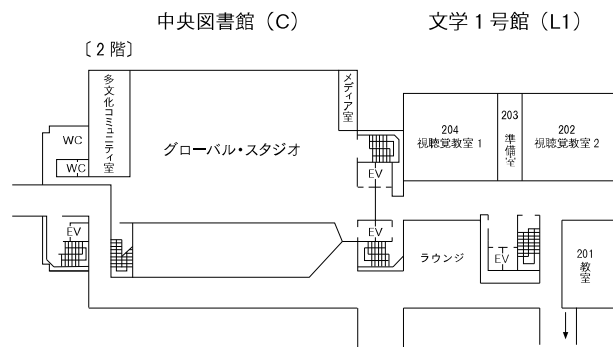 中央図書館（C）
文学１号館（L1）
〔２階〕
多文化コミュニティ室
メディア室
WC
WC
グローバル・スタジオ
204
視聴覚教室１
203
準備室
202
視聴覚教室２
EV
EV
EV
ラウンジ
EV
201
教室